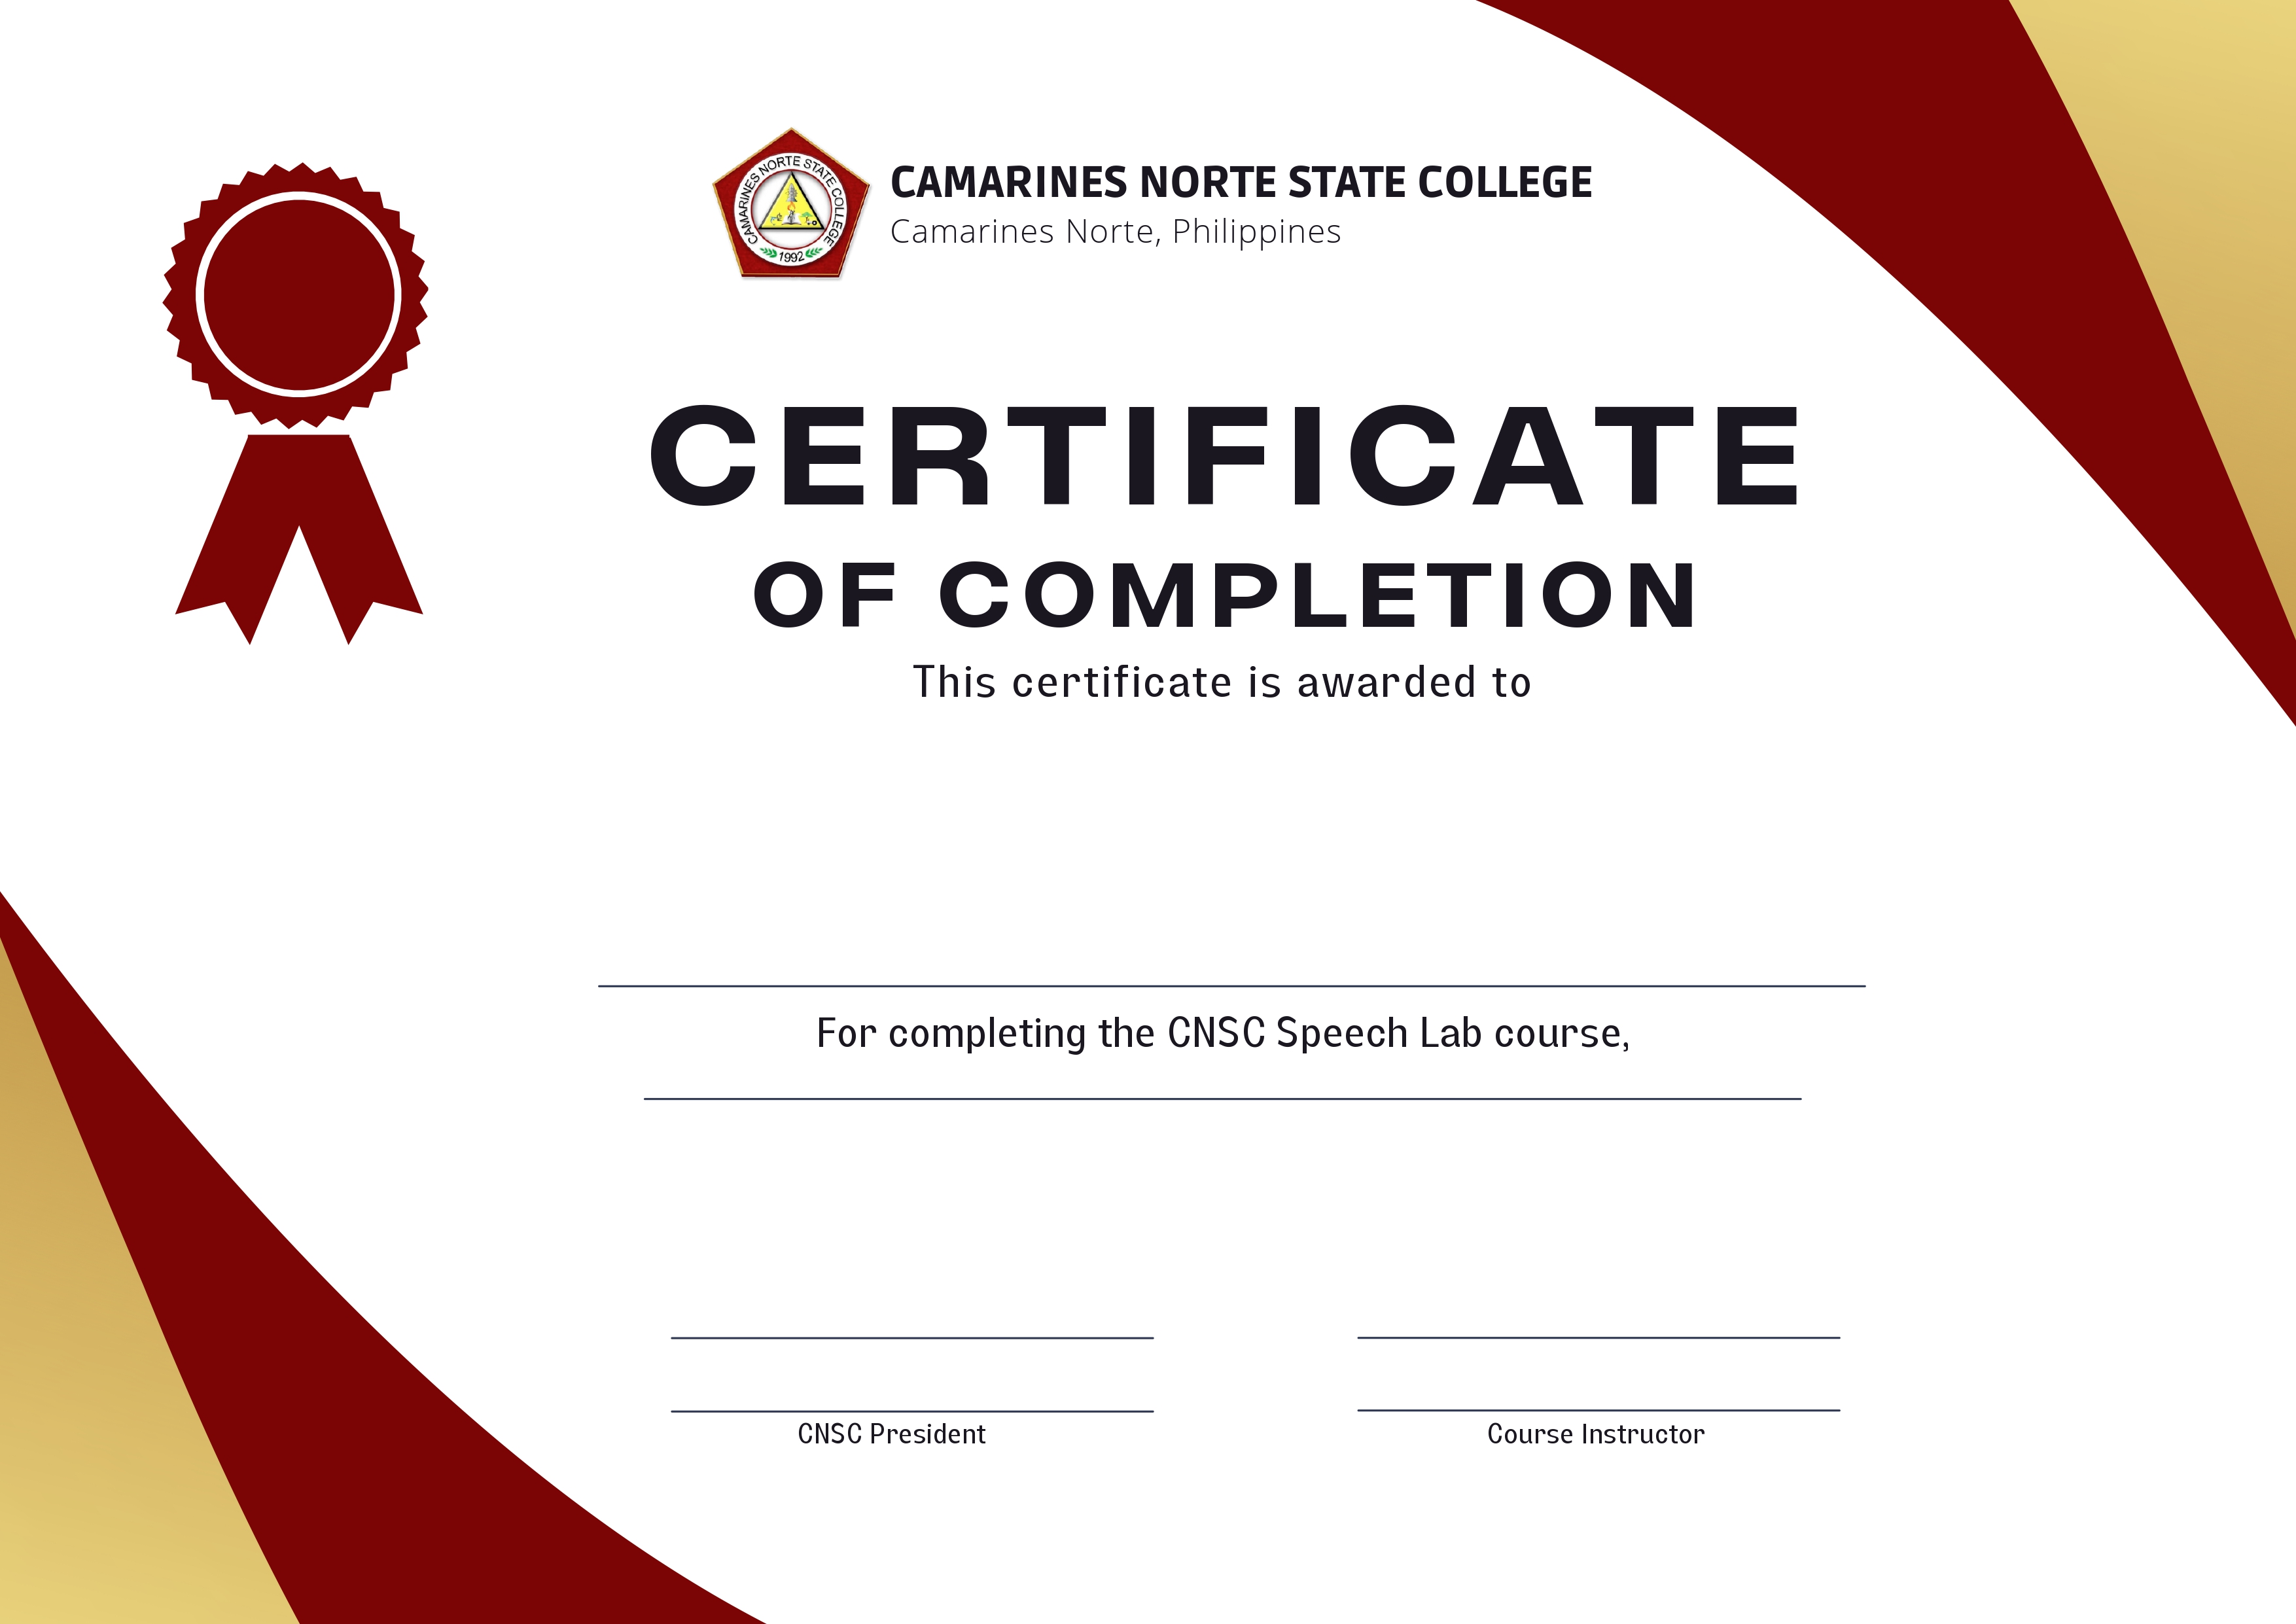 CAMARINES NORTE STATE COLLEGE
1992
CAMARINES NORTE STATE COLLEGE
Camarines Norte, Philippines
CERTIFICATE
OF COMPLETION
This certificate is awarded to
For completing the CNSC Speech Lab course,
CNSC President
Course Instructor